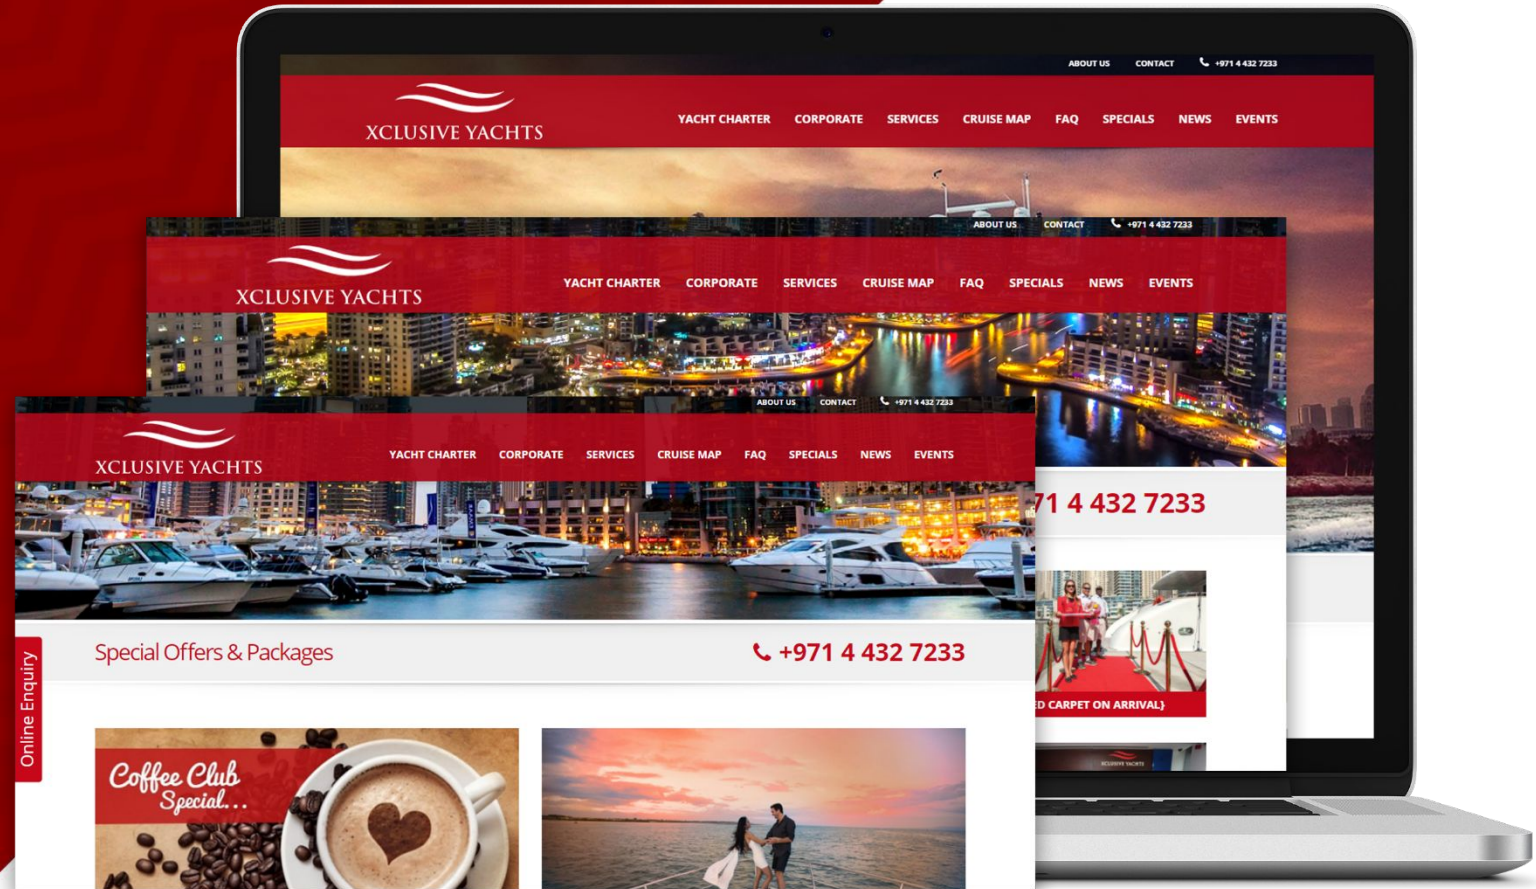 ABOUT US CONTACT +971 4 432 7233
XCLUSIVE YACHTS
YACHT CHARTER CORPORATE SERVICES CRUISE MAP FAQ SPECIALS NEWS EVENTS
ABOUT US CONTACT +971 4 432 7233
XCLUSIVE YACHTS
YACHT CHARTER CORPORATE SERVICES CRUISE MAP FAQ SPECIALS NEWS EVENTS
71 4 432 7233
D CARPET ON ARRIVAL}
XCLUSIVE YACHTS
ABOUT US CONTACT +971 4 432 7233
XCLUSIVE YACHTS
YACHT CHARTER CORPORATE SERVICES CRUISE MAP FAQ SPECIALS NEWS EVENTS
Special Offers & Packages +971 4 432 7233
Online Enquiry
Coffee Club
Special...